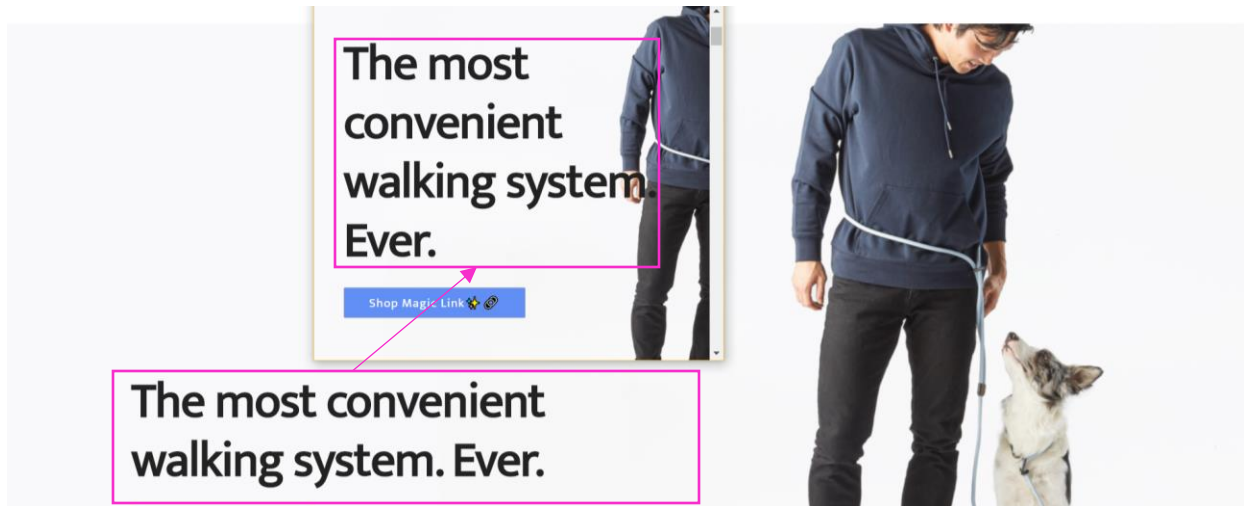 The most
convenient
walking system.
Ever.
Shop Magic Link✨🔗
The most convenient
walking system. Ever.